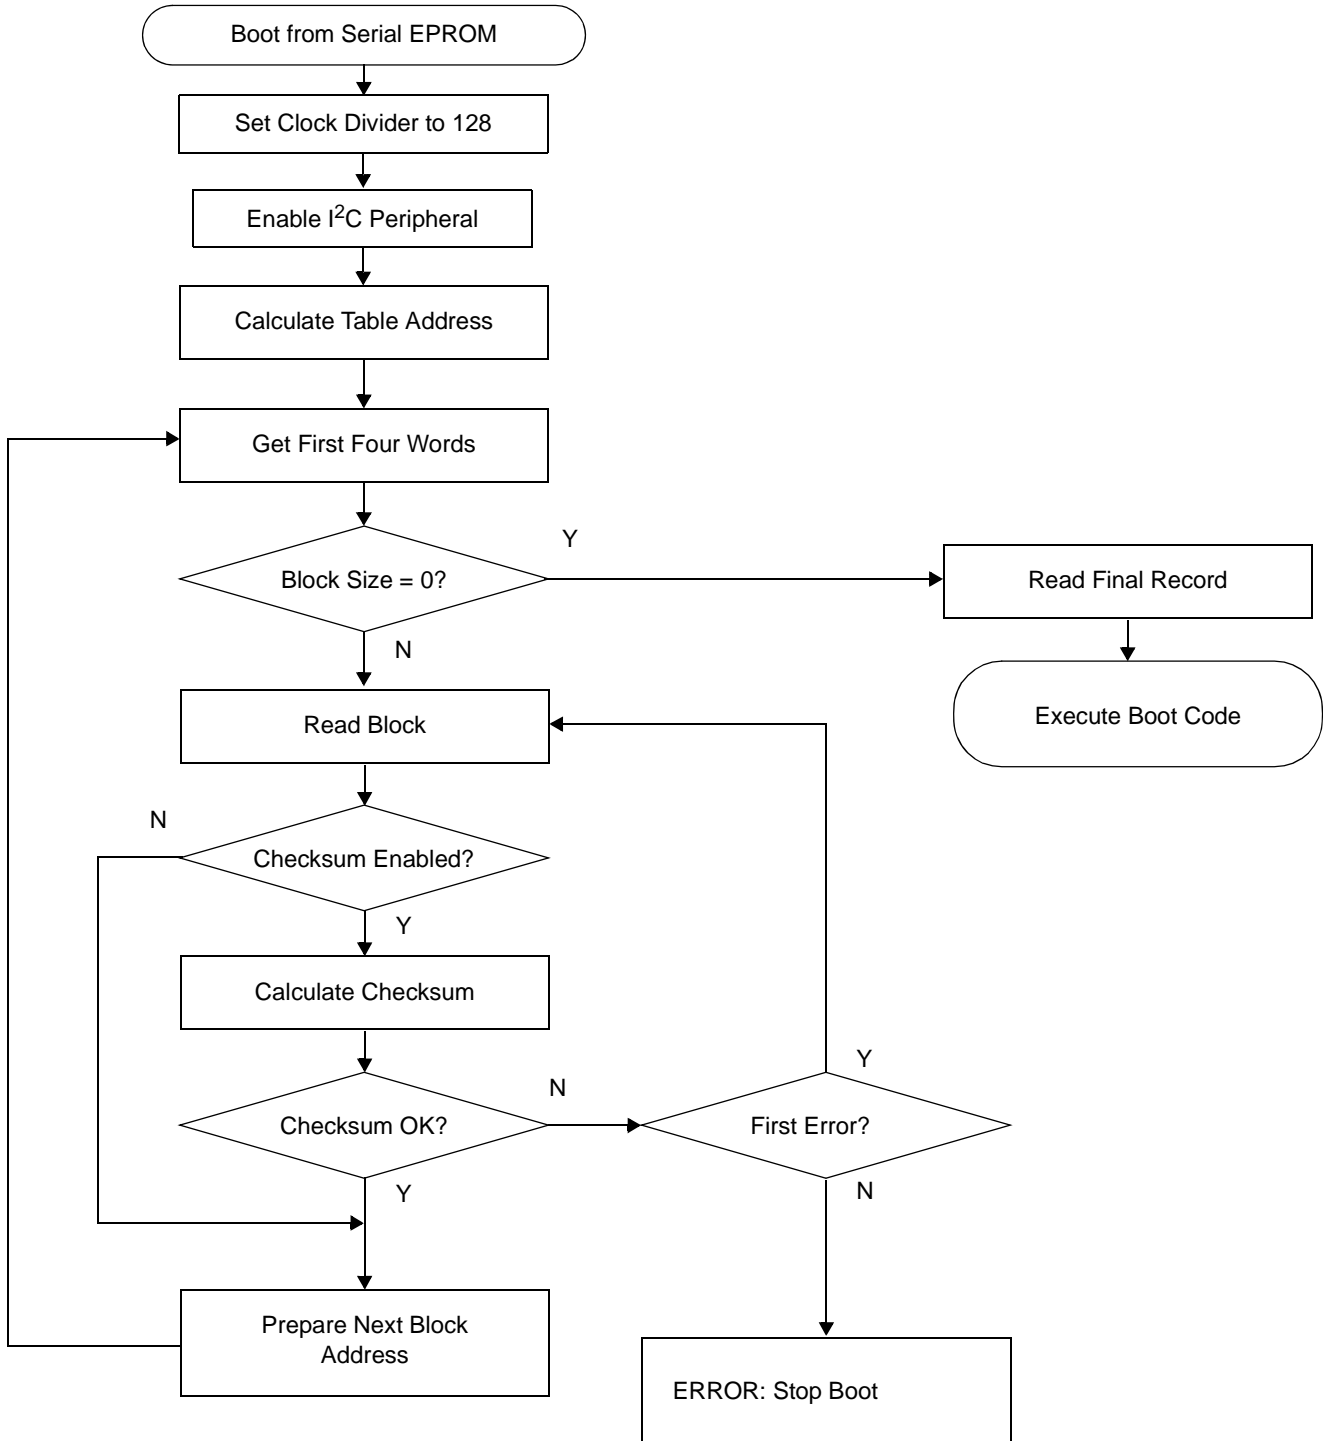 Boot from Serial EPROM
Set Clock Divider to 128
Enable I²C Peripheral
Calculate Table Address
Get First Four Words
Y
Block Size = 0?
Read Final Record
N
Read Block
Execute Boot Code
N
Checksum Enabled?
Y
Calculate Checksum
Y
N
Checksum OK?
First Error?
Y
N
Prepare Next Block
Address
ERROR: Stop Boot